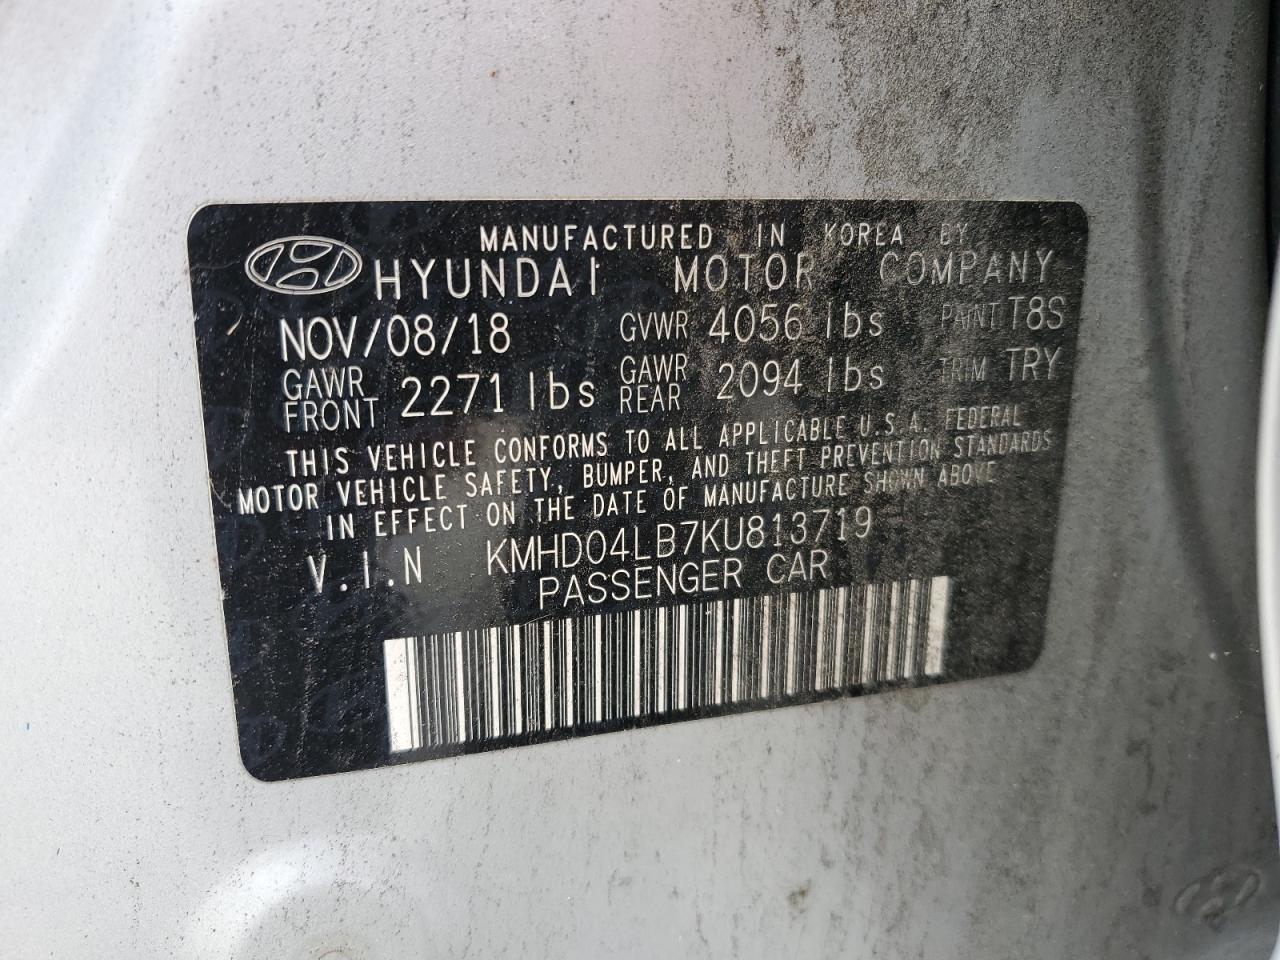 MANUFACTURED IN KOREA BY
HYUNDAI MOTOR COMPANY
NOV/08/18 GVWR 4056 lbs PAINT T8S
GAWR FRONT 2271 lbs GAWR REAR 2094 lbs TRIM TRY
THIS VEHICLE CONFORMS TO ALL APPLICABLE U.S.A. FEDERAL
MOTOR VEHICLE SAFETY, BUMPER, AND THEFT PREVENTION STANDARDS
IN EFFECT ON THE DATE OF MANUFACTURE SHOWN ABOVE
V.I.N KMHD04LB7KU813719
PASSENGER CAR